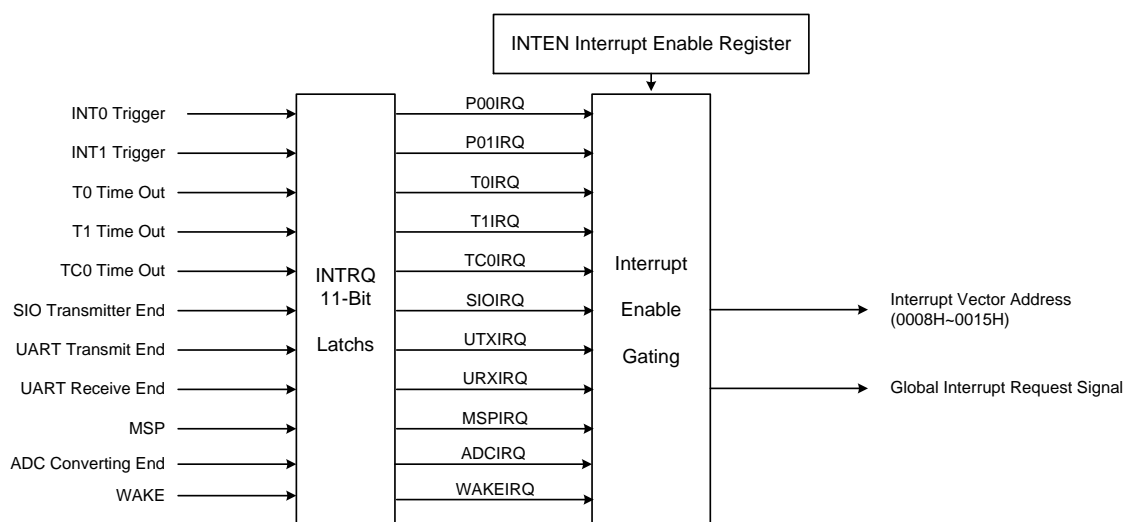 INTEN Interrupt Enable Register
INT0 Trigger
INT1 Trigger
T0 Time Out
T1 Time Out
TC0 Time Out
SIO Transmitter End
UART Transmit End
UART Receive End
MSP
ADC Converting End
WAKE
INTRQ
11-Bit
Latchs
P00IRQ
P01IRQ
T0IRQ
T1IRQ
TC0IRQ
SIOIRQ
UTXIRQ
URXIRQ
MSPIRQ
ADCIRQ
WAKEIRQ
Interrupt
Enable
Gating
Interrupt Vector Address
(0008H~0015H)
Global Interrupt Request Signal